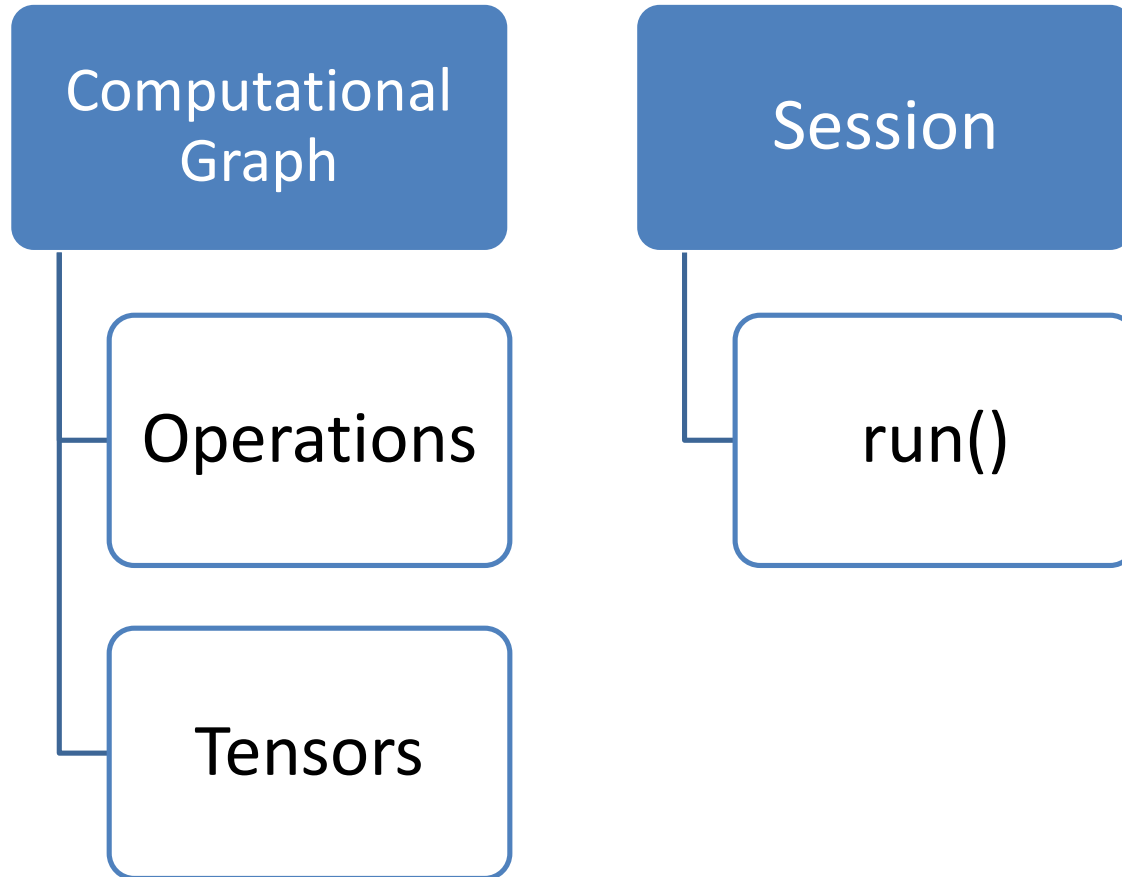 Computational
Graph
Operations
Tensors
Session
run()